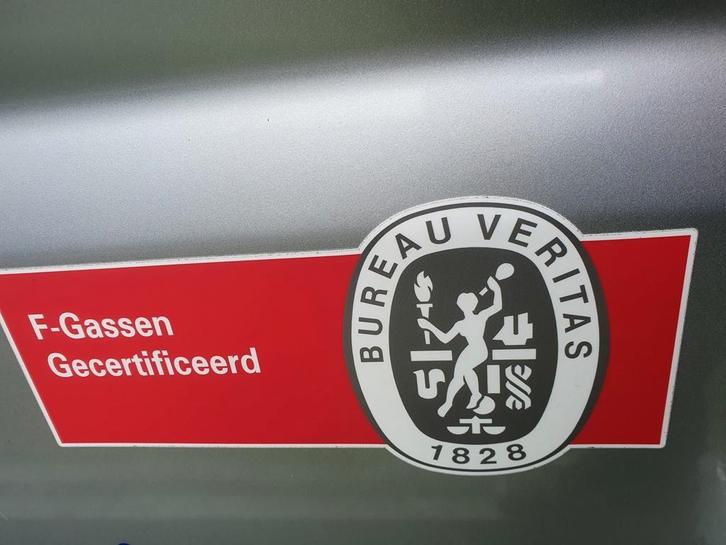 F-Gassen
Gecertificeerd
BUREAU VERITAS
1828